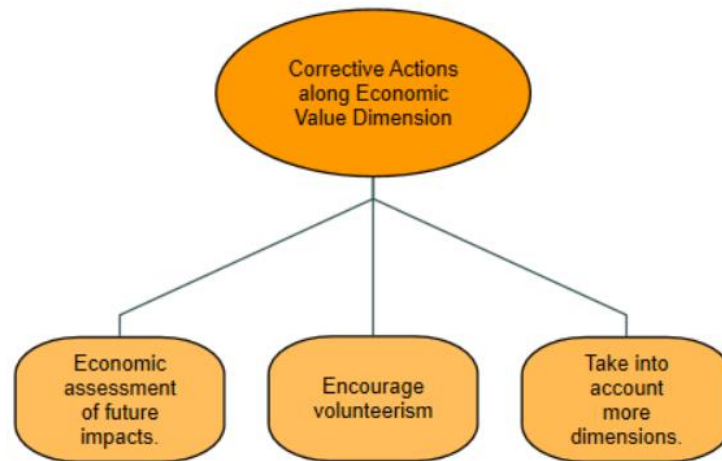 Corrective Actions
along Economic
Value Dimension
Economic
assessment
of future
impacts.
Encourage
volunteerism
Take into
account
more
dimensions.